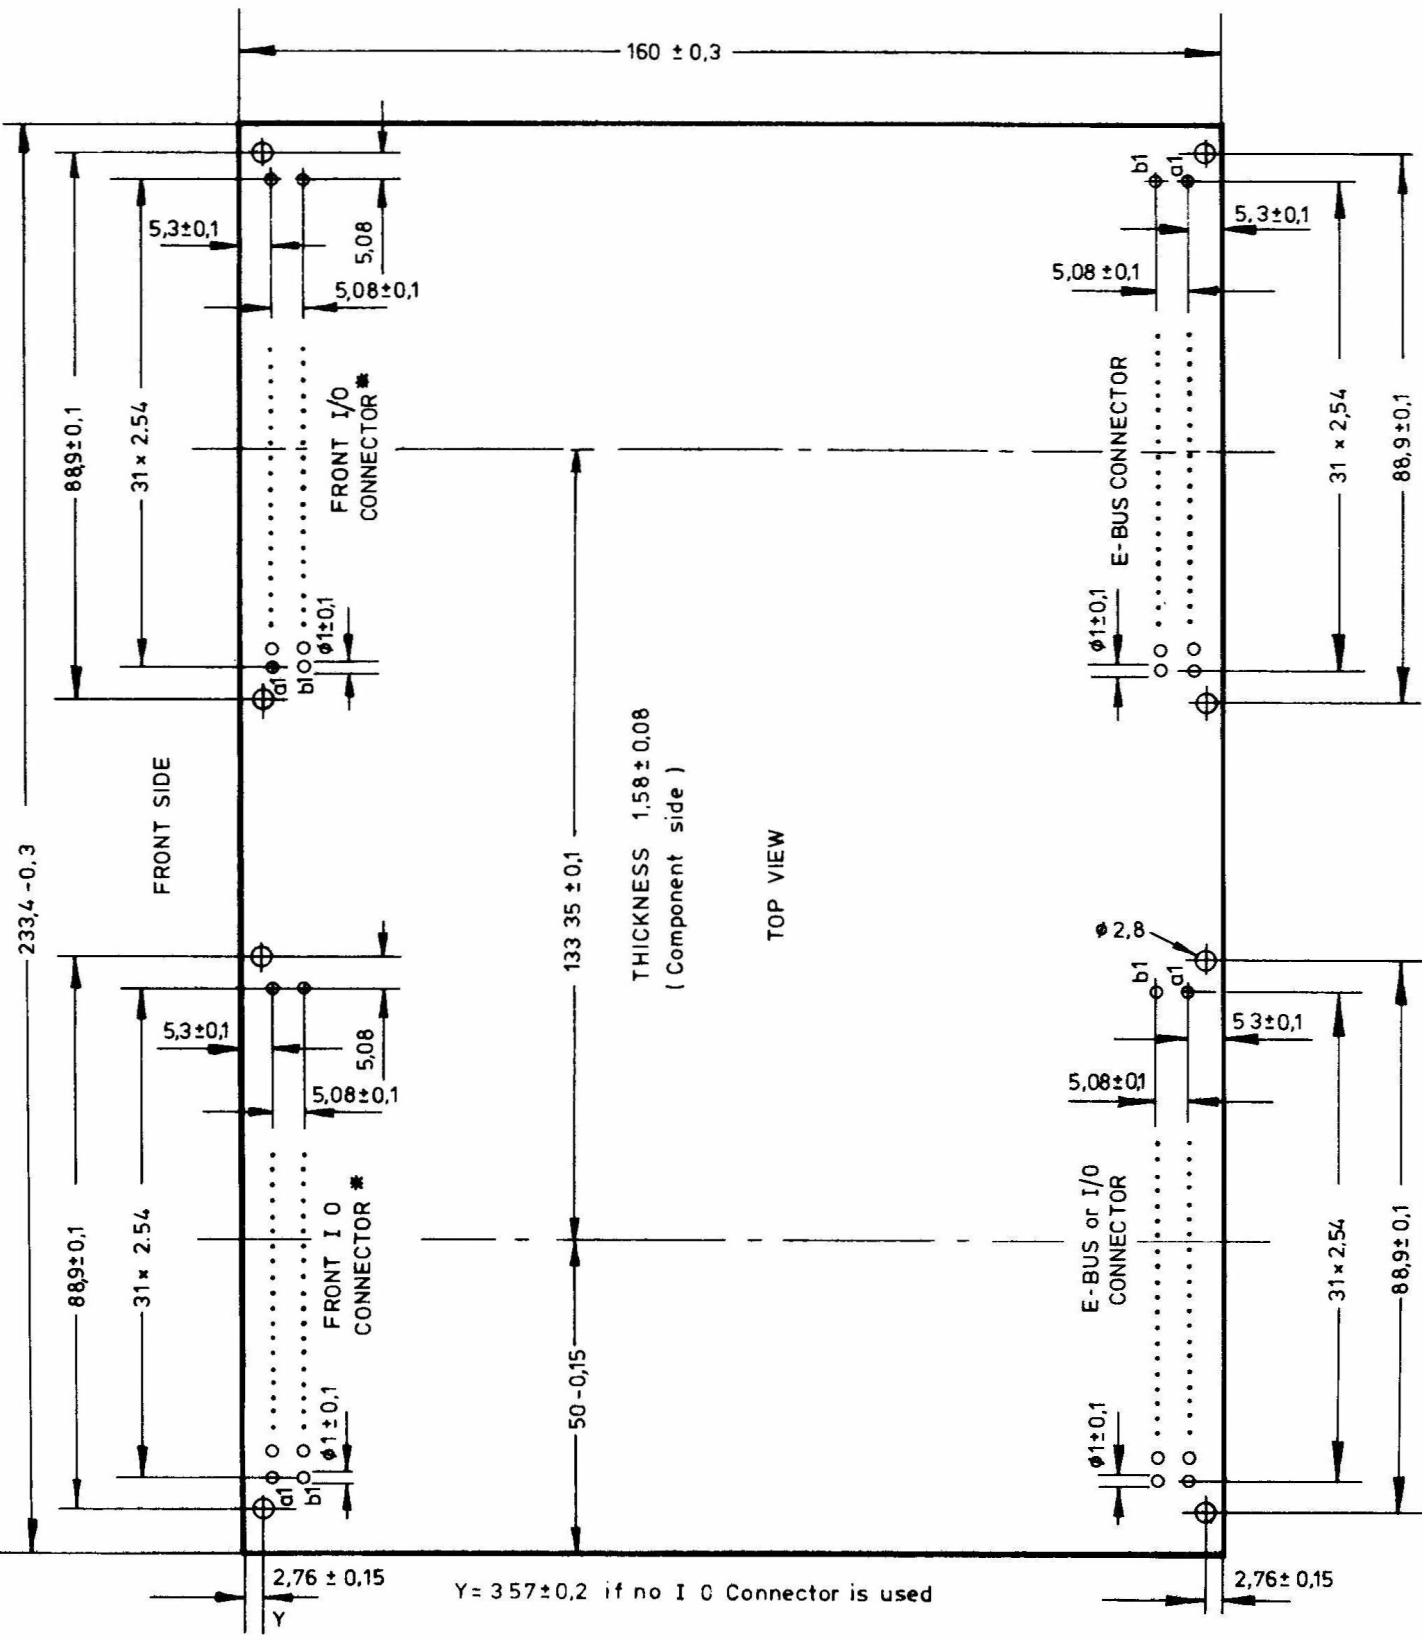 160 ± 0,3
b1
a1
5,3±0,1
5,08
5,3±0,1
5,08±0,1
5,08 ±0,1
88,9±0,1
31 × 2.54
FRONT I/O
CONNECTOR *
E-BUS CONNECTOR
31 × 2,54
88,9±0,1
ø1±0,1
ø1±0,1
a1
b1
233,4 -0,3
FRONT SIDE
133 35 ±0,1
THICKNESS 1.58 ± 0,08
( Component side )
TOP VIEW
ø 2,8
b1
a1
5,3±0,1
5,08
5 3±0,1
5,08±0,1
5,08±0,1
88,9±0,1
31 × 2.54
FRONT I O
CONNECTOR *
E-BUS or I/O
CONNECTOR
31 × 2,54
88,9± 0,1
50 -0,15
ø1±0,1
ø1±0,1
a1
b1
2,76 ± 0,15
Y
Y= 3 57±0,2 if no I O Connector is used
2,76± 0,15